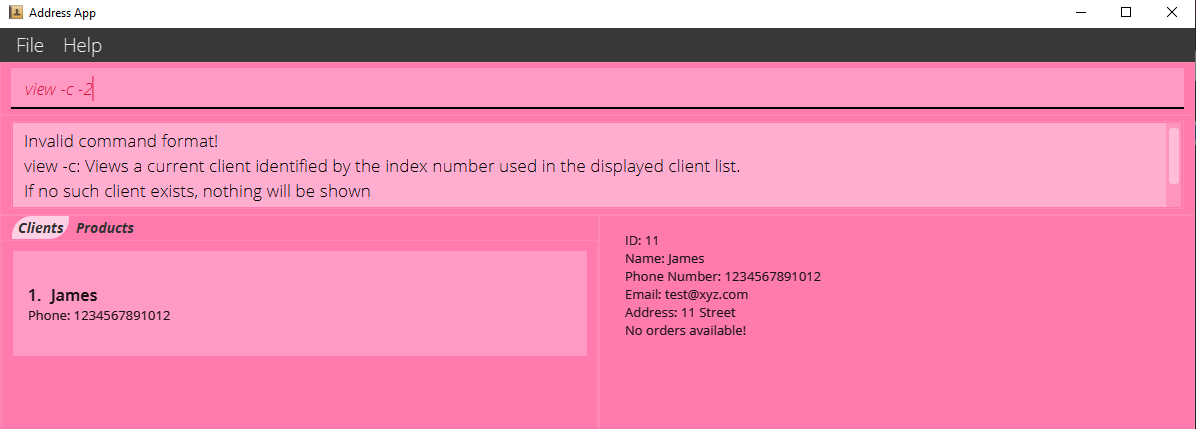 Address App
File Help
view -c -2
Invalid command format!
view -c: Views a current client identified by the index number used in the displayed client list.
If no such client exists, nothing will be shown
Clients Products
1. James
Phone: 1234567891012
ID: 11
Name: James
Phone Number: 1234567891012
Email: test@xyz.com
Address: 11 Street
No orders available!